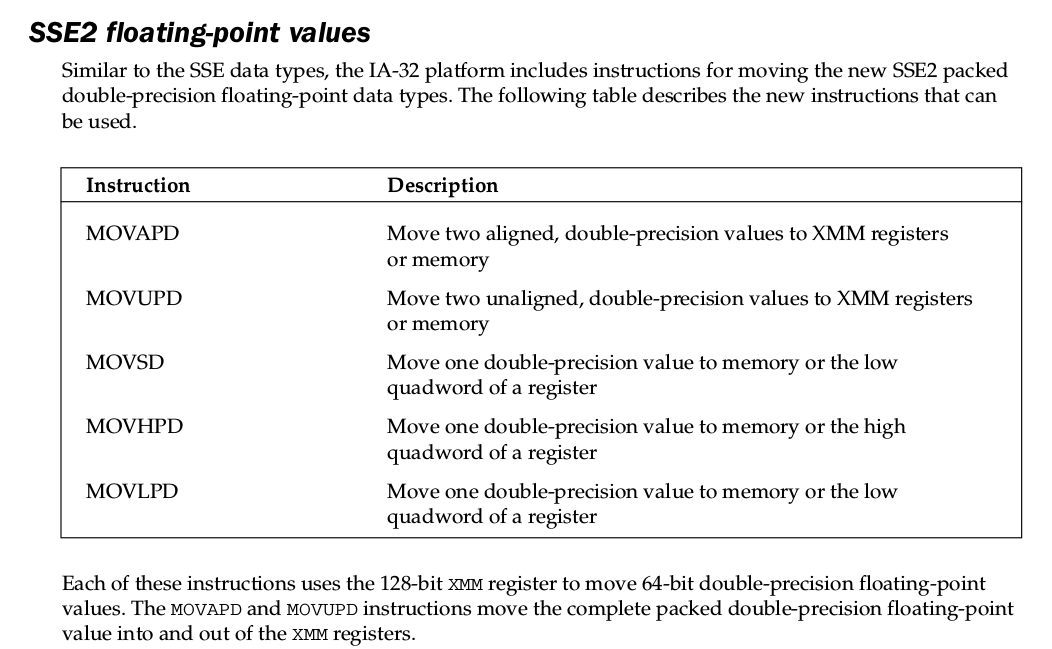 SSE2 floating-point values
Similar to the SSE data types, the IA-32 platform includes instructions for moving the new SSE2 packed
double-precision floating-point data types. The following table describes the new instructions that can
be used.
Instruction Description
MOVAPD Move two aligned, double-precision values to XMM registers
or memory
MOVUPD Move two unaligned, double-precision values to XMM registers
or memory
MOVSD Move one double-precision value to memory or the low
quadword of a register
MOVHPD Move one double-precision value to memory or the high
quadword of a register
MOVLPD Move one double-precision value to memory or the low
quadword of a register
Each of these instructions uses the 128-bit XMM register to move 64-bit double-precision floating-point
values. The MOVAPD and MOVUPD instructions move the complete packed double-precision floating-point
value into and out of the XMM registers.